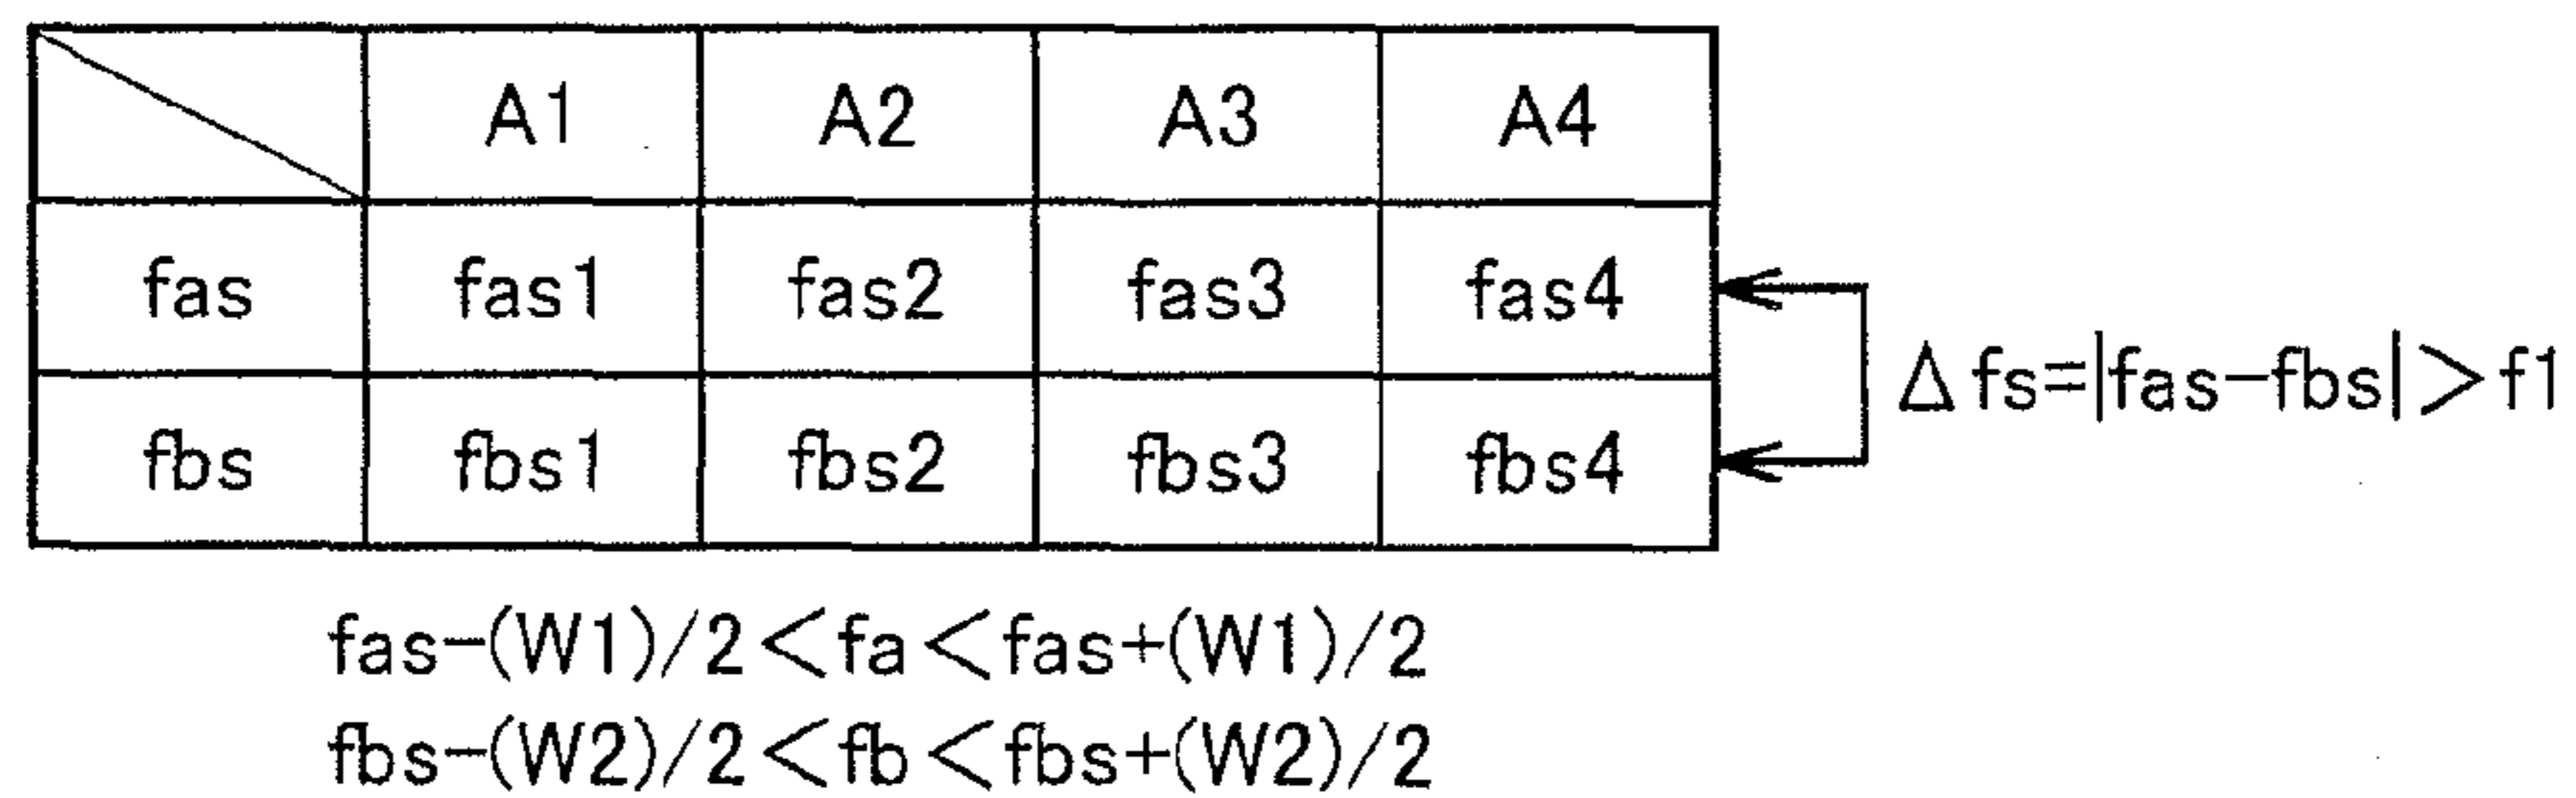 A1 A2 A3 A4
fas fas1 fas2 fas3 fas4
Δfs=|fas-fbs|>f1
fbs fbs1 fbs2 fbs3 fbs4
fas-(W1)/2<fa<fas+(W1)/2
fbs-(W2)/2<fb<fbs+(W2)/2